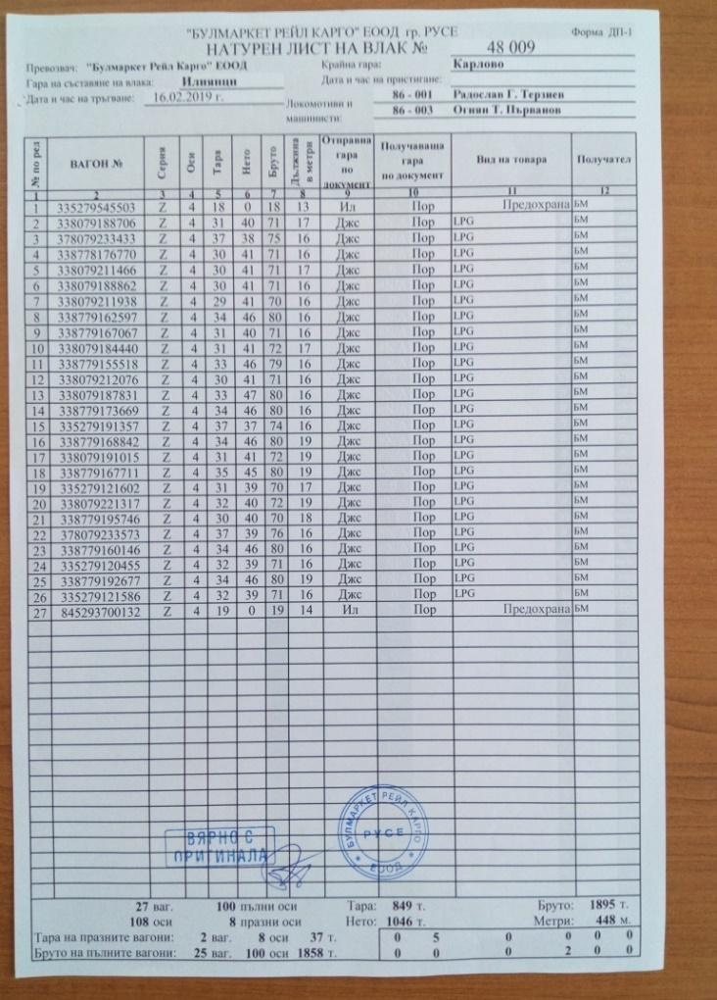 "БУЛМАРКЕТ РЕЙЛ КАРГО" ЕООД гр. РУСЕ Форма ДП-1
НАТУРЕН ЛИСТ НА ВЛАК № 48 009
Превозвач: "Булмаркет Рейл Карго" ЕООД Крайна гара: Карлово
Гара на съставяне на влака: Илиянци Дата и час на пристигане:
Дата и час на тръгване: 16.02.2019 г. Локомотиви и машинисти: 86 - 001 Радослав Г. Терзиев
86 - 003 Огнян Т. Първанов
№ по ред ВАГОН № Серия Оси Тара Нето Бруто Дължина в метри Отправна гара по документ Получаваща гара по документ Вид на товара Получател
1 2 3 4 5 6 7 8 9 10 11 12
1 335279545503 Z 4 18 0 18 13 Ил Пор Предохрана БМ
2 338079188706 Z 4 31 40 71 17 Джс Пор LPG БМ
3 378079233433 Z 4 37 38 75 16 Джс Пор LPG БМ
4 338778176770 Z 4 30 41 71 16 Джс Пор LPG БМ
5 338079211466 Z 4 30 41 71 17 Джс Пор LPG БМ
6 338079188862 Z 4 30 41 71 16 Джс Пор LPG БМ
7 338079211938 Z 4 29 41 70 16 Джс Пор LPG БМ
8 338779162597 Z 4 34 46 80 16 Джс Пор LPG БМ
9 338779167067 Z 4 31 40 71 16 Джс Пор LPG БМ
10 338079184440 Z 4 31 41 72 17 Джс Пор LPG БМ
11 338779155518 Z 4 33 46 79 16 Джс Пор LPG БМ
12 338079212076 Z 4 30 41 71 16 Джс Пор LPG БМ
13 338079187831 Z 4 33 47 80 16 Джс Пор LPG БМ
14 338779173669 Z 4 34 46 80 16 Джс Пор LPG БМ
15 335279191357 Z 4 37 37 74 16 Джс Пор LPG БМ
16 338779168842 Z 4 34 46 80 19 Джс Пор LPG БМ
17 338079191015 Z 4 31 41 72 19 Джс Пор LPG БМ
18 338779167711 Z 4 35 45 80 19 Джс Пор LPG БМ
19 335279121602 Z 4 31 39 70 17 Джс Пор LPG БМ
20 338079221317 Z 4 32 40 72 19 Джс Пор LPG БМ
21 338779195746 Z 4 30 40 70 18 Джс Пор LPG БМ
22 378079233573 Z 4 37 39 76 16 Джс Пор LPG БМ
23 338779160146 Z 4 34 46 80 16 Джс Пор LPG БМ
24 335279120455 Z 4 32 39 71 16 Джс Пор LPG БМ
25 338779192677 Z 4 34 46 80 19 Джс Пор LPG БМ
26 335279121586 Z 4 32 39 71 16 Джс Пор LPG БМ
27 845293700132 Z 4 19 0 19 14 Ил Пор Предохрана БМ
ВЯРНО С
ОРИГИНАЛА
БУЛМАРКЕТ РЕЙЛ КАРГО
РУСЕ
ЕООД
27 ваг. 100 пълни оси Тара: 849 т. Бруто: 1895 т.
108 оси 8 празни оси Нето: 1046 т. Метри: 448 м.
Тара на празните вагони: 2 ваг. 8 оси 37 т. 0 5 0 0 0 0
Бруто на пълните вагони: 25 ваг. 100 оси 1858 т. 0 0 0 2 0 0